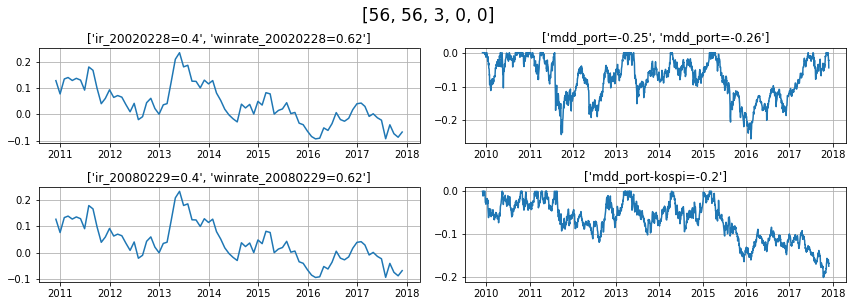 [56, 56, 3, 0, 0]
['ir_20020228=0.4', 'winrate_20020228=0.62']
0.2
0.1
0.0
−0.1
2011 2012 2013 2014 2015 2016 2017 2018
['mdd_port=-0.25', 'mdd_port=-0.26']
0.0
−0.1
−0.2
2010 2011 2012 2013 2014 2015 2016 2017 2018
['ir_20080229=0.4', 'winrate_20080229=0.62']
0.2
0.1
0.0
−0.1
2011 2012 2013 2014 2015 2016 2017 2018
['mdd_port-kospi=-0.2']
0.0
−0.1
−0.2
2010 2011 2012 2013 2014 2015 2016 2017 2018